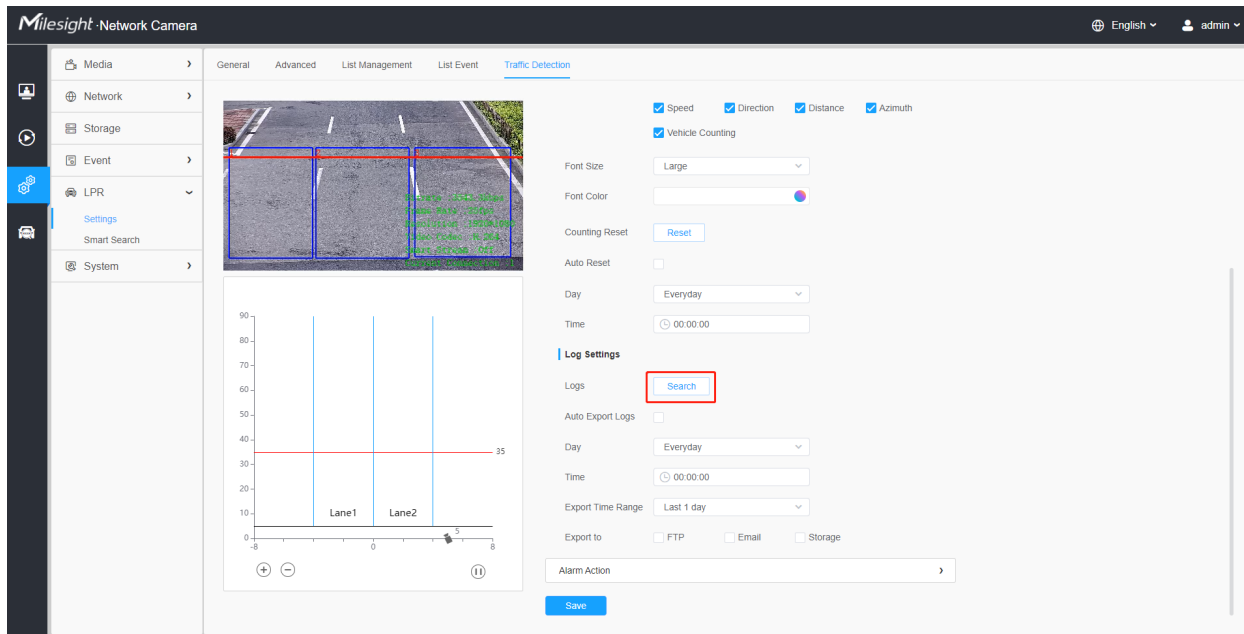 Milesight · Network Camera
English
admin
Media
Network
Storage
Event
LPR
Settings
Smart Search
System
General Advanced List Management List Event Traffic Detection
90
80
70
60
50
40
30
20
10
0
35
Lane1 Lane2
5
-8 0 8
Speed Direction Distance Azimuth
Vehicle Counting
Font Size Large
Font Color
Counting Reset Reset
Auto Reset
Day Everyday
Time 00:00:00
Log Settings
Logs Search
Auto Export Logs
Day Everyday
Time 00:00:00
Export Time Range Last 1 day
Export to FTP Email Storage
Alarm Action
Save